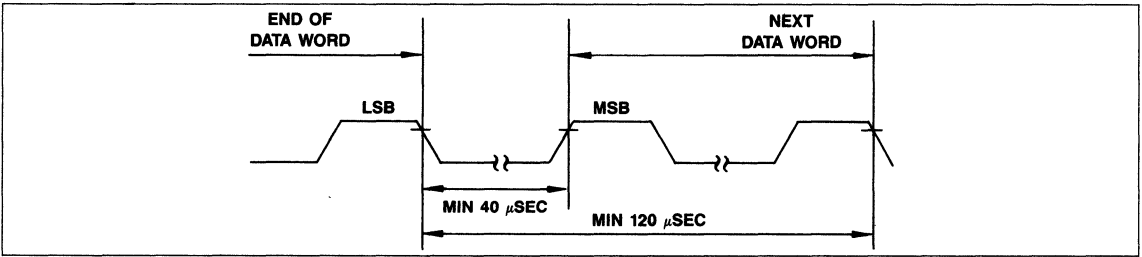 END OF
DATA WORD
NEXT
DATA WORD
LSB
MSB
MIN 40 μSEC
MIN 120 μSEC